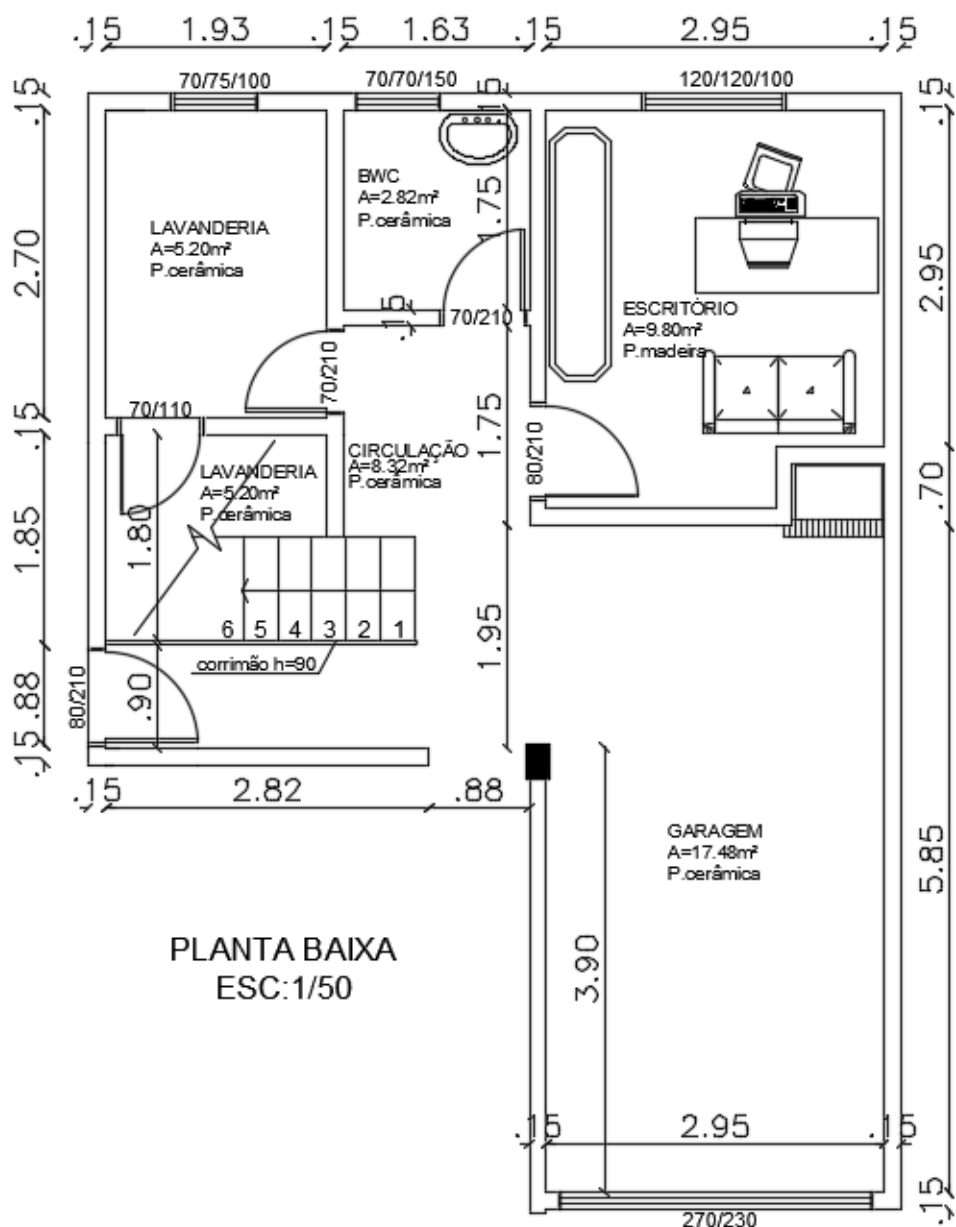 .15 1.93 .15 1.63 .15 2.95 .15
70/75/100 70/70/150 120/120/100
.15 .15 .15
BWC
A=2.82m²
P.cerâmica
1.75
LAVANDERIA
A=5.20m²
P.cerâmica
2.70
2.95
ESCRITÓRIO
A=9.80m²
P.madeira
.15
70/210
70/210
70/110
.15
1.75
80/210
CIRCULAÇÃO
A=8.32m²
P.cerâmica
LAVANDERIA
A=5.20m²
P.cerâmica
.70
1.85
1.80
1.95
6 5 4 3 2 1
corrimão h=90
80/210
.88
.90
.15
.15 2.82 .88
GARAGEM
A=17.48m²
P.cerâmica
5.85
3.90
PLANTA BAIXA
ESC:1/50
.15 2.95 .15
.15
270/230